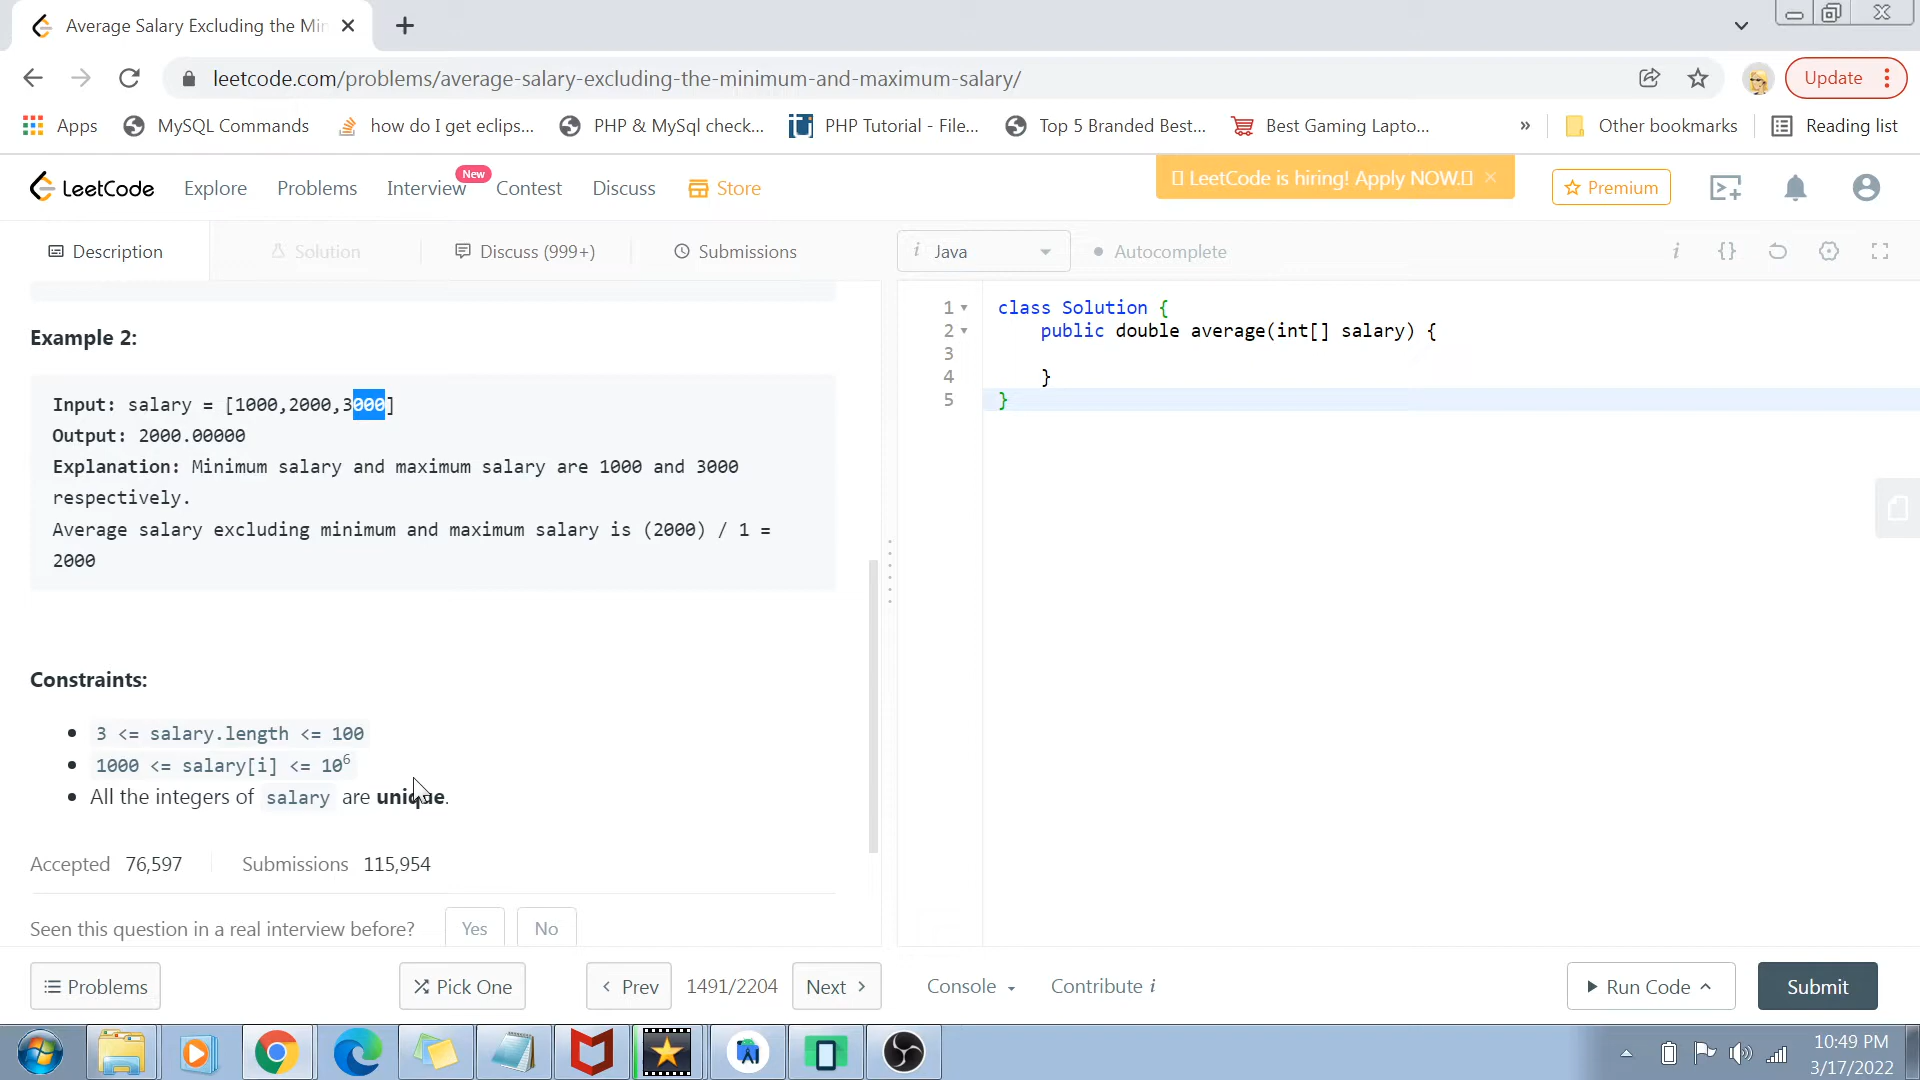 Average Salary Excluding the Min
leetcode.com/problems/average-salary-excluding-the-minimum-and-maximum-salary/
Update
Apps
MySQL Commands
how do I get eclips...
PHP & MySql check...
PHP Tutorial - File...
Top 5 Branded Best...
Best Gaming Lapto...
»
Other bookmarks
Reading list
LeetCode
Explore
Problems
Interview
New
Contest
Discuss
Store
LeetCode is hiring! Apply NOW.
Premium
Description
Solution
Discuss (999+)
Submissions
i Java
Autocomplete
Example 2:
Input: salary = [1000,2000,3000]
Output: 2000.00000
Explanation: Minimum salary and maximum salary are 1000 and 3000
respectively.
Average salary excluding minimum and maximum salary is (2000) / 1 =
2000
Constraints:
3 <= salary.length <= 100
1000 <= salary[i] <= 10⁶
All the integers of salary are unique.
Accepted 76,597
Submissions 115,954
Seen this question in a real interview before? Yes No
1 class Solution {
2 public double average(int[] salary) {
3
4 }
5 }
Problems
Pick One
Prev
1491/2204
Next
Console
Contribute i
Run Code
Submit
10:49 PM
3/17/2022